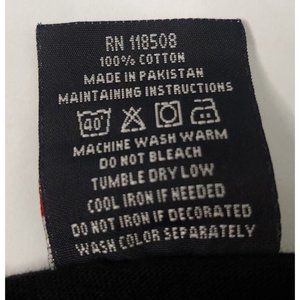 RN 118508
100% COTTON
MADE IN PAKISTAN
MAINTAINING INSTRUCTIONS
40°
MACHINE WASH WARM
DO NOT BLEACH
TUMBLE DRY LOW
COOL IRON IF NEEDED
DO NOT IRON IF DECORATED
WASH COLOR SEPARATELY